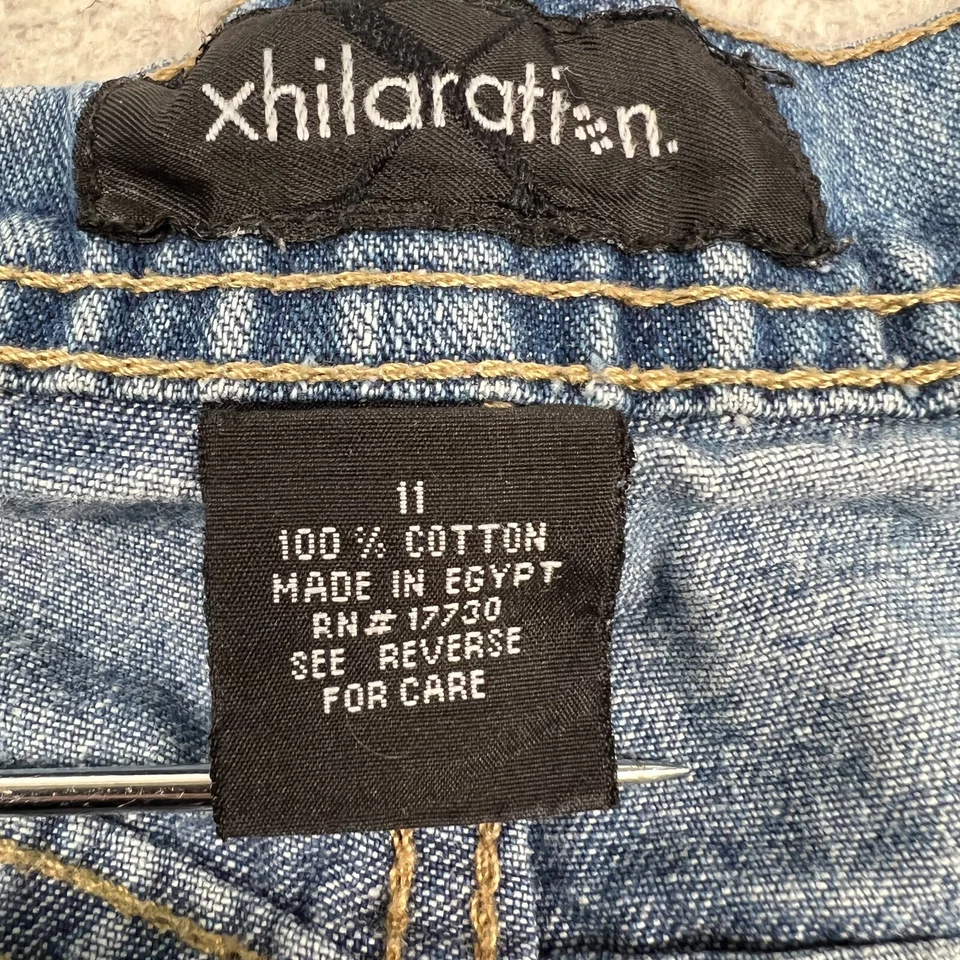 xhilaration.
11
100 % COTTON
MADE IN EGYPT
RN# 17730
SEE REVERSE
FOR CARE